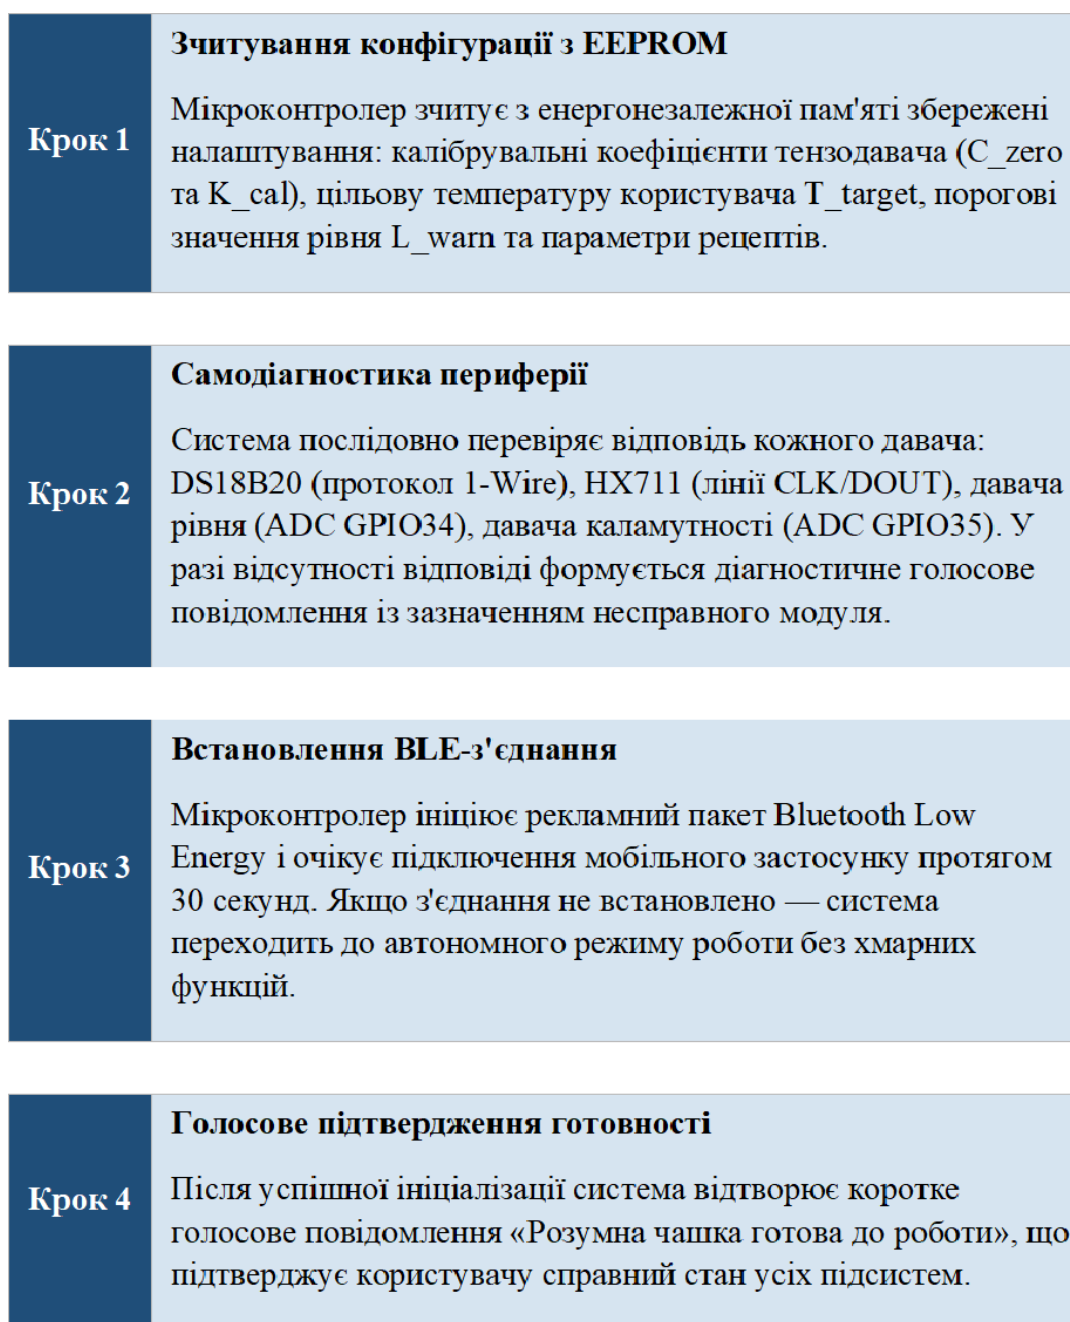 Зчитування конфігурації з EEPROM
Крок 1
Мікроконтролер зчитує з енергонезалежної пам'яті збережені
налаштування: калібрувальні коефіцієнти тензодавача (C_zero
та K_cal), цільову температуру користувача T_target, порогові
значення рівня L_warn та параметри рецептів.
Самодіагностика периферії
Крок 2
Система послідовно перевіряє відповідь кожного давача:
DS18B20 (протокол 1-Wire), HX711 (лінії CLK/DOUT), давача
рівня (ADC GPIO34), давача каламутності (ADC GPIO35). У
разі відсутності відповіді формується діагностичне голосове
повідомлення із зазначенням несправного модуля.
Встановлення BLE-з'єднання
Крок 3
Мікроконтролер ініціює рекламний пакет Bluetooth Low
Energy і очікує підключення мобільного застосунку протягом
30 секунд. Якщо з'єднання не встановлено — система
переходить до автономного режиму роботи без хмарних
функцій.
Голосове підтвердження готовності
Крок 4
Після успішної ініціалізації система відтворює коротке
голосове повідомлення «Розумна чашка готова до роботи», що
підтверджує користувачу справний стан усіх підсистем.